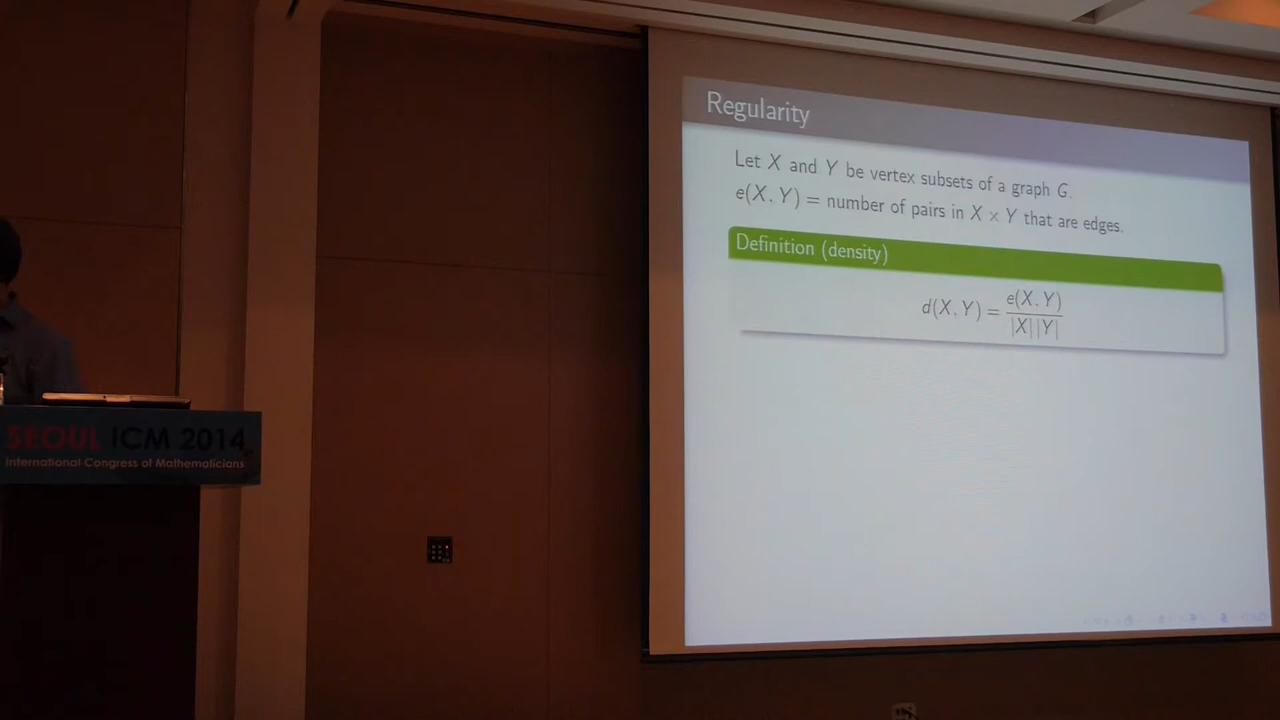 Regularity
Let X and Y be vertex subsets of a graph G.
e(X, Y) = number of pairs in X × Y that are edges.
Definition (density)
d(X, Y) = e(X, Y) / |X||Y|
SEOUL ICM 2014
International Congress of Mathematicians